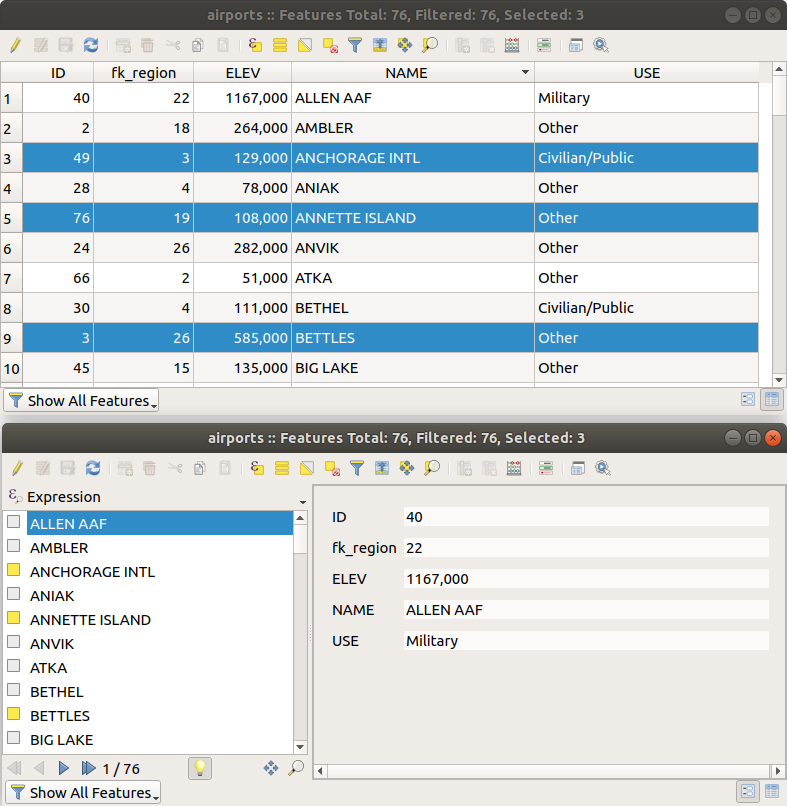 airports :: Features Total: 76, Filtered: 76, Selected: 3
ID fk_region ELEV NAME USE
1 40 22 1167,000 ALLEN AAF Military
2 2 18 264,000 AMBLER Other
3 49 3 129,000 ANCHORAGE INTL Civilian/Public
4 28 4 78,000 ANIAK Other
5 76 19 108,000 ANNETTE ISLAND Other
6 24 26 282,000 ANVIK Other
7 66 2 51,000 ATKA Other
8 30 4 111,000 BETHEL Civilian/Public
9 3 26 585,000 BETTLES Other
10 45 15 135,000 BIG LAKE Other
Show All Features
airports :: Features Total: 76, Filtered: 76, Selected: 3
Expression
ALLEN AAF
AMBLER
ANCHORAGE INTL
ANIAK
ANNETTE ISLAND
ANVIK
ATKA
BETHEL
BETTLES
BIG LAKE
1 / 76
Show All Features
ID 40
fk_region 22
ELEV 1167,000
NAME ALLEN AAF
USE Military